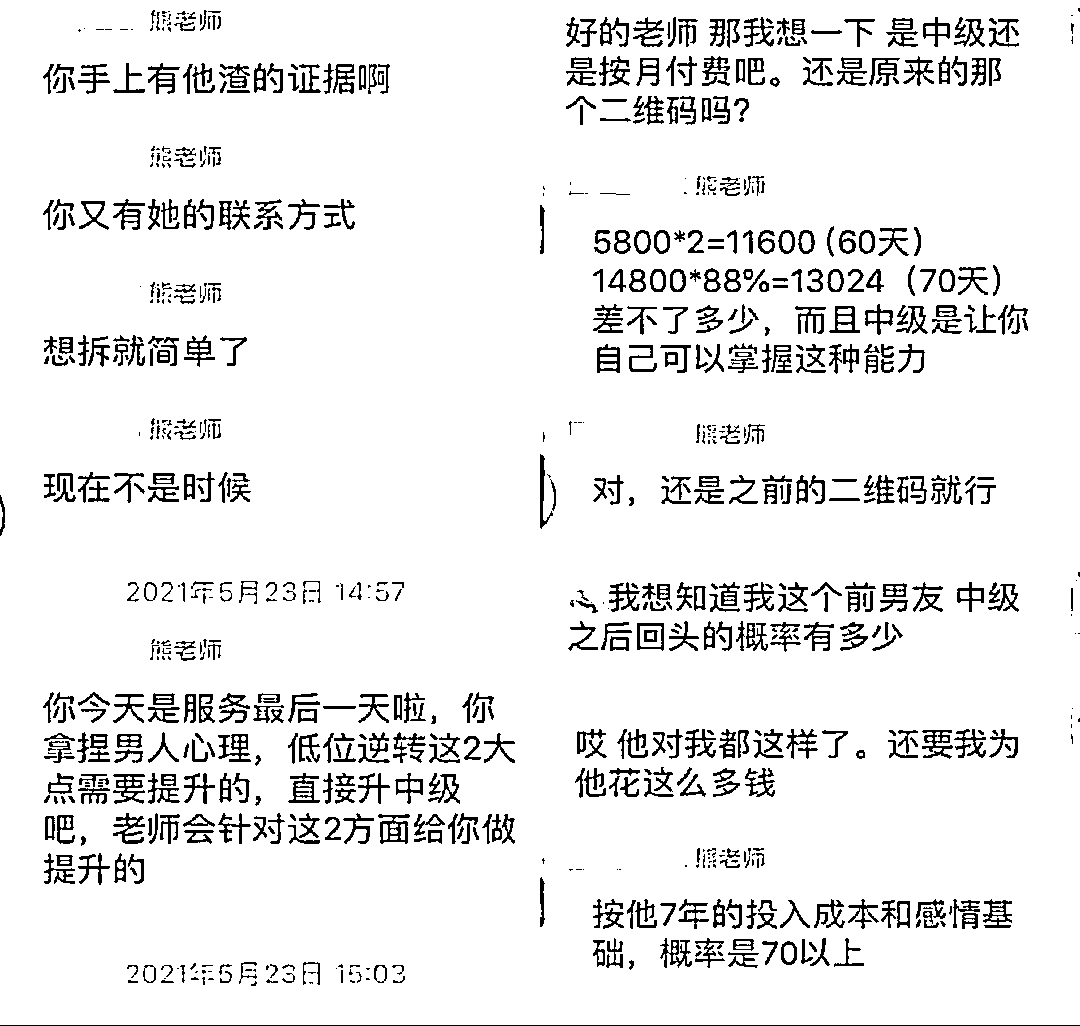 熊老师
你手上有他渣的证据啊
熊老师
你又有她的联系方式
熊老师
想拆就简单了
熊老师
现在不是时候
2021年5月23日 14:57
熊老师
你今天是服务最后一天啦，你
拿捏男人心理，低位逆转这2大
点需要提升的，直接升中级
吧，老师会针对这2方面给你做
提升的
2021年5月23日 15:03
好的老师 那我想一下 是中级还
是按月付费吧。还是原来的那
个二维码吗？
熊老师
5800*2=11600（60天）
14800*88%=13024（70天）
差不了多少，而且中级是让你
自己可以掌握这种能力
熊老师
对，还是之前的二维码就行
我想知道我这个前男友 中级
之后回头的概率有多少
哎 他对我都这样了。还要我为
他花这么多钱
熊老师
按他7年的投入成本和感情基
础，概率是70以上